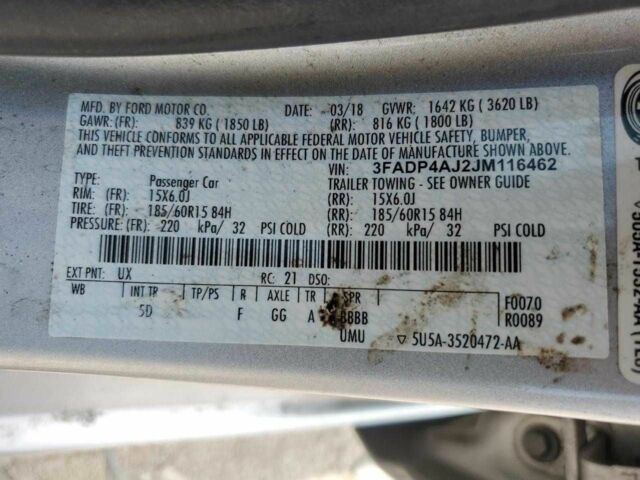 MFD. BY FORD MOTOR CO. DATE: 03/18 GVWR: 1642 KG ( 3620 LB)
GAWR: (FR): 839 KG ( 1850 LB) (RR): 816 KG ( 1800 LB)
THIS VEHICLE CONFORMS TO ALL APPLICABLE FEDERAL MOTOR VEHICLE SAFETY, BUMPER,
AND THEFT PREVENTION STANDARDS IN EFFECT ON THE DATE OF MANUFACTURE SHOWN ABOVE.
VIN: 3FADP4AJ2JM116462
TYPE: Passenger Car TRAILER TOWING - SEE OWNER GUIDE
RIM: (FR): 15X6.0J (RR): 15X6.0J
TIRE: (FR): 185/60R15 84H (RR): 185/60R15 84H
PRESSURE: (FR): 220 kPa/ 32 PSI COLD (RR): 220 kPa/ 32 PSI COLD
EXT PNT: UX RC: 21 DSO:
WB INT TR TP/PS R AXLE TR SPR F0070
5D F GG A BBBB R0089
UMU ▽ 5U5A-3520472-AA